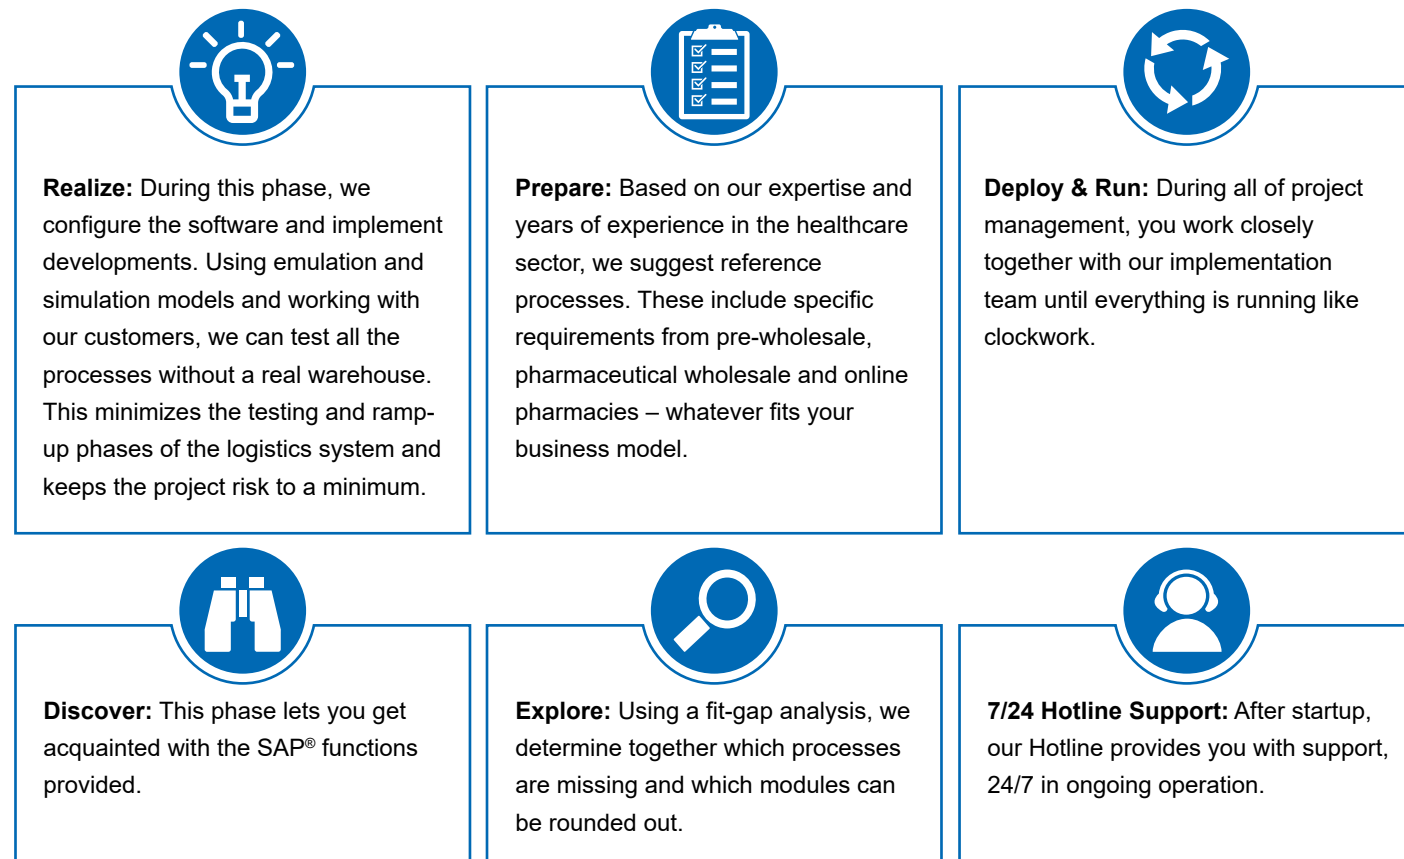 Realize: During this phase, we
configure the software and implement
developments. Using emulation and
simulation models and working with
our customers, we can test all the
processes without a real warehouse.
This minimizes the testing and ramp-
up phases of the logistics system and
keeps the project risk to a minimum.
Prepare: Based on our expertise and
years of experience in the healthcare
sector, we suggest reference
processes. These include specific
requirements from pre-wholesale,
pharmaceutical wholesale and online
pharmacies – whatever fits your
business model.
Deploy & Run: During all of project
management, you work closely
together with our implementation
team until everything is running like
clockwork.
Discover: This phase lets you get
acquainted with the SAP® functions
provided.
Explore: Using a fit-gap analysis, we
determine together which processes
are missing and which modules can
be rounded out.
7/24 Hotline Support: After startup,
our Hotline provides you with support,
24/7 in ongoing operation.